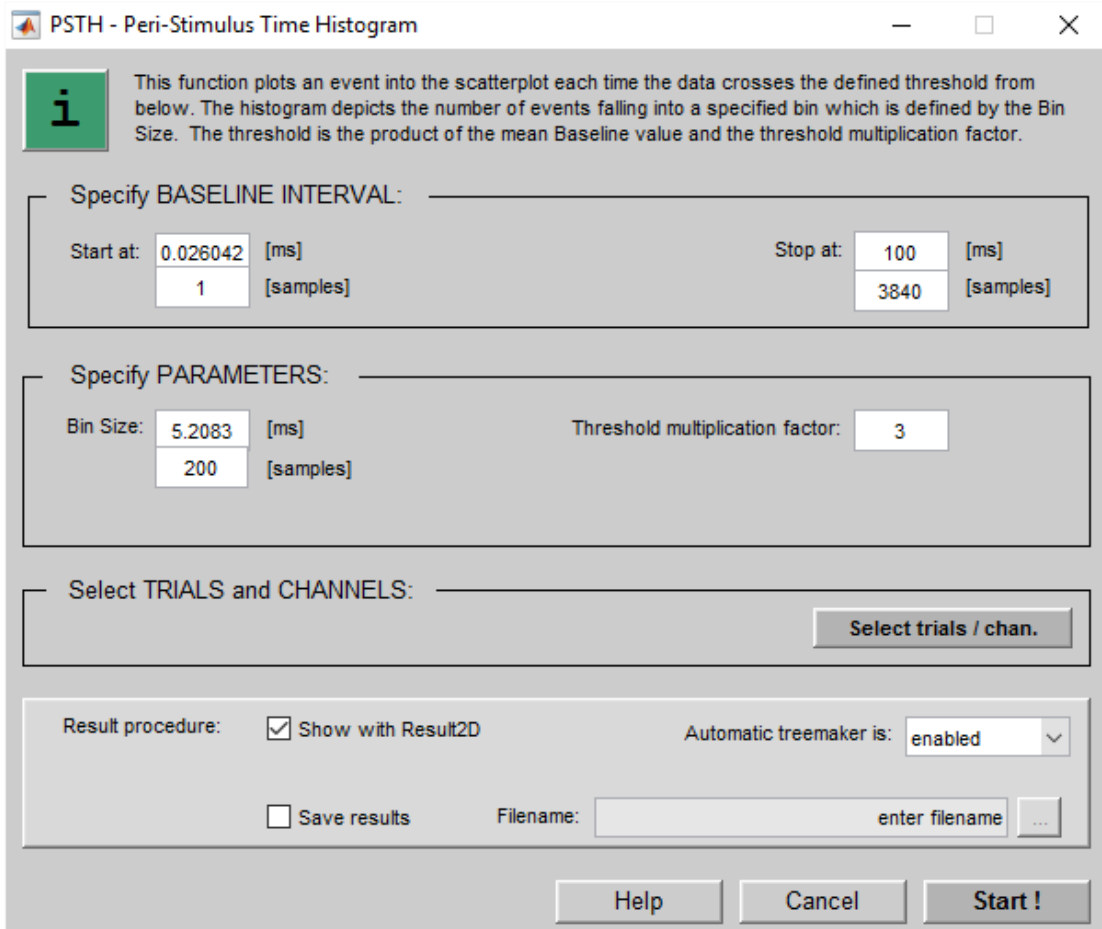 PSTH - Peri-Stimulus Time Histogram
i
This function plots an event into the scatterplot each time the data crosses the defined threshold from
below. The histogram depicts the number of events falling into a specified bin which is defined by the Bin
Size.  The threshold is the product of the mean Baseline value and the threshold multiplication factor.
Specify BASELINE INTERVAL:
Start at: 0.026042 [ms] Stop at: 100 [ms]
1 [samples] 3840 [samples]
Specify PARAMETERS:
Bin Size: 5.2083 [ms] Threshold multiplication factor: 3
200 [samples]
Select TRIALS and CHANNELS:
Select trials / chan.
Result procedure: Show with Result2D Automatic treemaker is: enabled
Save results Filename: enter filename ...
Help Cancel Start !